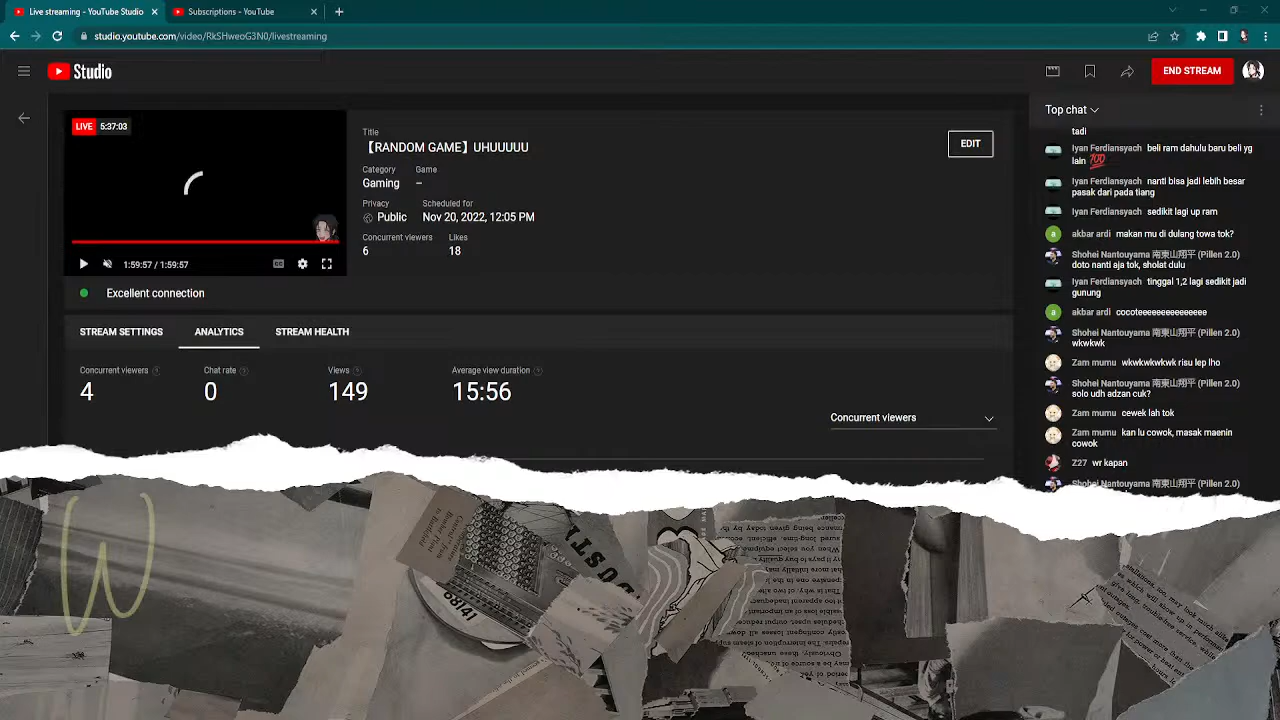 Live streaming - YouTube Studio
Subscriptions - YouTube
studio.youtube.com/video/RkSHweoG3N0/livestreaming
Studio
END STREAM
LIVE 5:37:03
1:59:57 / 1:59:57
Title
【RANDOM GAME】UHUUUUU
EDIT
Category Game
Gaming –
Privacy Scheduled for
Public Nov 20, 2022, 12:05 PM
Concurrent viewers Likes
6 18
Excellent connection
STREAM SETTINGS ANALYTICS STREAM HEALTH
Concurrent viewers Chat rate Views Average view duration
4 0 149 15:56
Concurrent viewers
Top chat
tadi
Iyan Ferdiansyach beli ram dahulu baru beli yg
lain 💯
Iyan Ferdiansyach nanti bisa jadi lebih besar
pasak dari pada tiang
Iyan Ferdiansyach sedikit lagi up ram
akbar ardi makan mu di dulang towa tok?
Shohei Nantouyama 南東山翔平 (Pillen 2.0)
doto nanti aja tok, sholat dulu
Iyan Ferdiansyach tinggal 1,2 lagi sedikit jadi
gunung
akbar ardi cocoteeeeeeeeeeeeeee
Shohei Nantouyama 南東山翔平 (Pillen 2.0)
wkwkwk
Zam mumu wkwkwkwkwk risu lep lho
Shohei Nantouyama 南東山翔平 (Pillen 2.0)
solo udh adzan cuk?
Zam mumu cewek lah tok
Zam mumu kan lu cowok, masak maenin
cowok
Z27 wr kapan
Shohei Nantouyama 南東山翔平 (Pillen 2.0)
W
68141